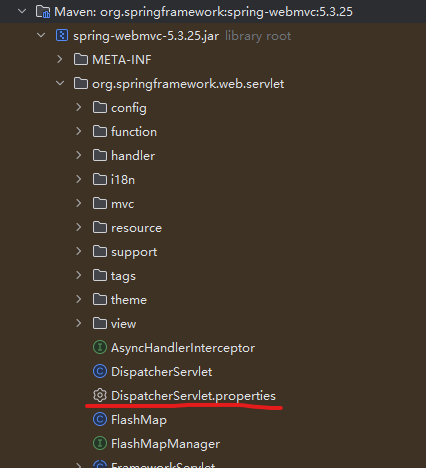 Maven: org.springframework:spring-webmvc:5.3.25
spring-webmvc-5.3.25.jar library root
META-INF
org.springframework.web.servlet
config
function
handler
i18n
mvc
resource
support
tags
theme
view
AsyncHandlerInterceptor
DispatcherServlet
DispatcherServlet.properties
FlashMap
FlashMapManager
FrameworkServlet